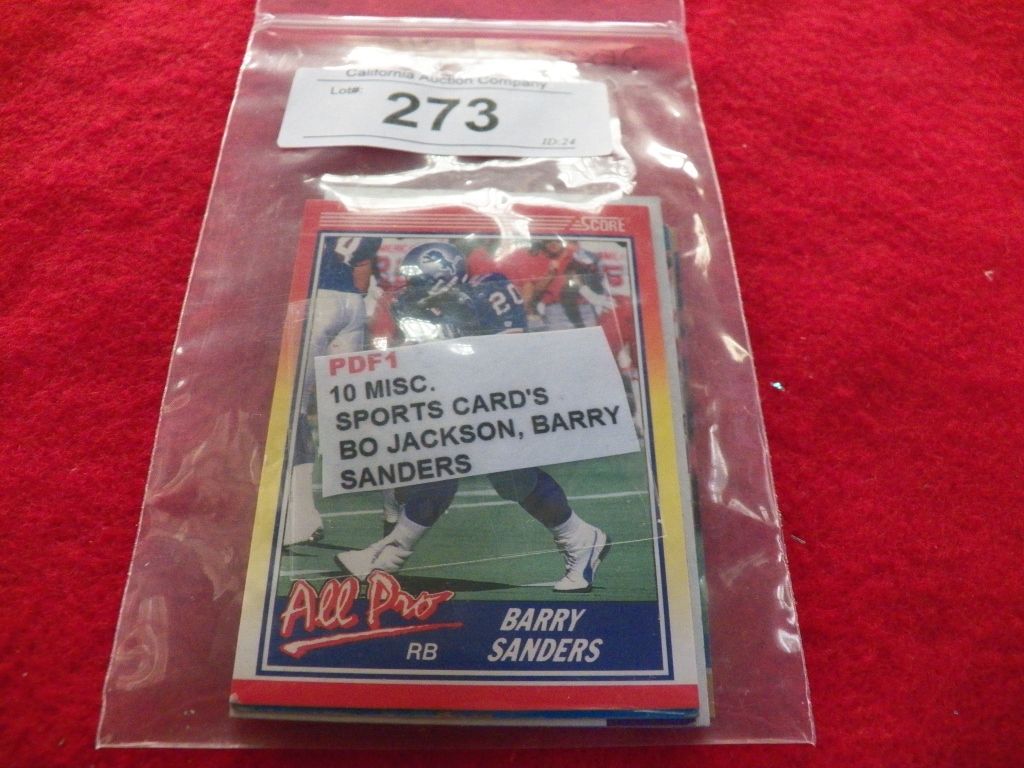 California Auction Company
Lot#:
273
ID:24
SCORE
20
PDF1
10 MISC.
SPORTS CARD'S
BO JACKSON, BARRY
SANDERS
All Pro
RB
BARRY
SANDERS